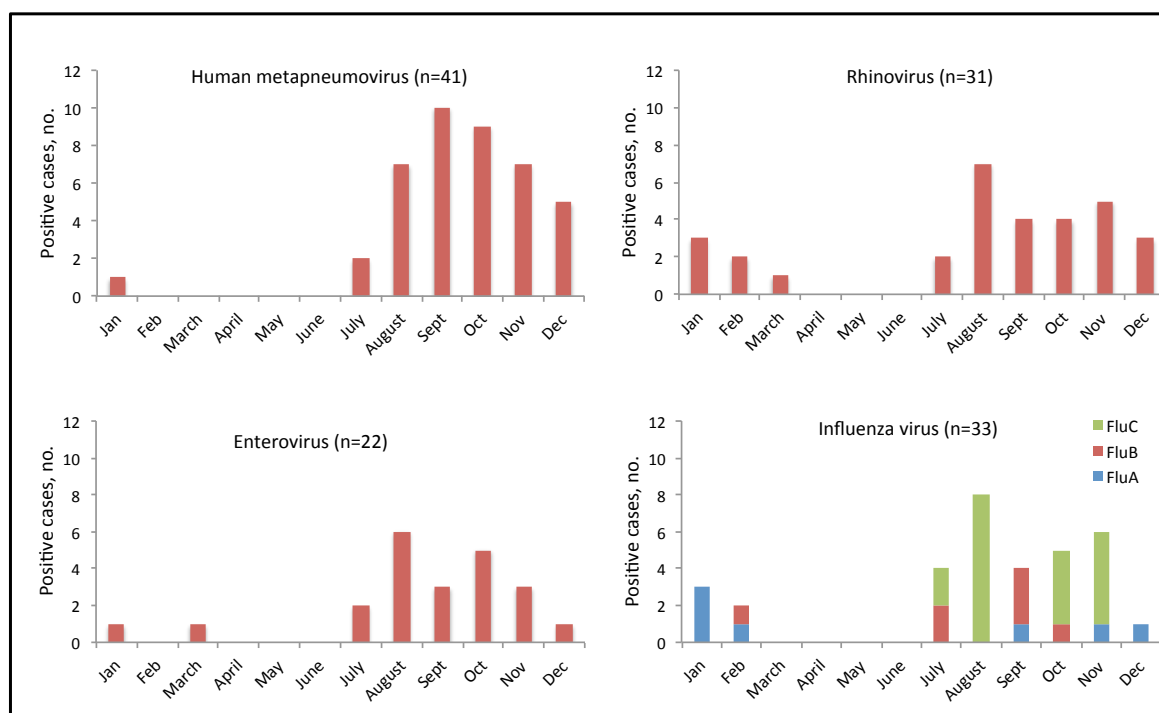 Human metapneumovirus (n=41)
Positive cases, no.
12
10
8
6
4
2
0
Jan Feb March April May June July August Sept Oct Nov Dec
Rhinovirus (n=31)
Positive cases, no.
12
10
8
6
4
2
0
Jan Feb March April May June July August Sept Oct Nov Dec
Enterovirus (n=22)
Positive cases, no.
12
10
8
6
4
2
0
Jan Feb March April May June July August Sept Oct Nov Dec
Influenza virus (n=33)
FluC
FluB
FluA
Positive cases, no.
12
10
8
6
4
2
0
Jan Feb March April May June July August Sept Oct Nov Dec